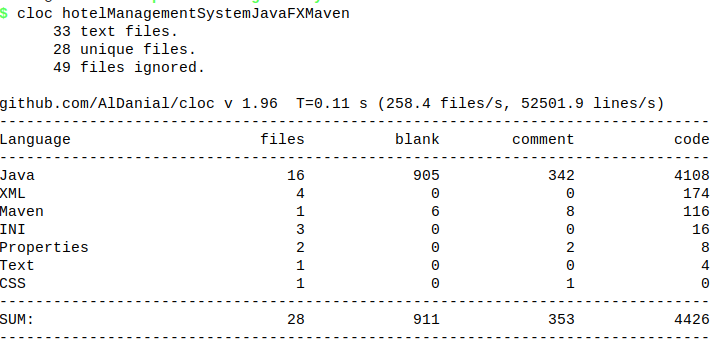 $ cloc hotelManagementSystemJavaFXMaven
      33 text files.
      28 unique files.
      49 files ignored.
github.com/AlDanial/cloc v 1.96  T=0.11 s (258.4 files/s, 52501.9 lines/s)
-------------------------------------------------------------------------------
Language                     files          blank        comment           code
-------------------------------------------------------------------------------
Java                            16            905            342           4108
XML                              4              0              0            174
Maven                            1              6              8            116
INI                              3              0              0             16
Properties                       2              0              2              8
Text                             1              0              0              4
CSS                              1              0              1              0
-------------------------------------------------------------------------------
SUM:                            28            911            353           4426
-------------------------------------------------------------------------------